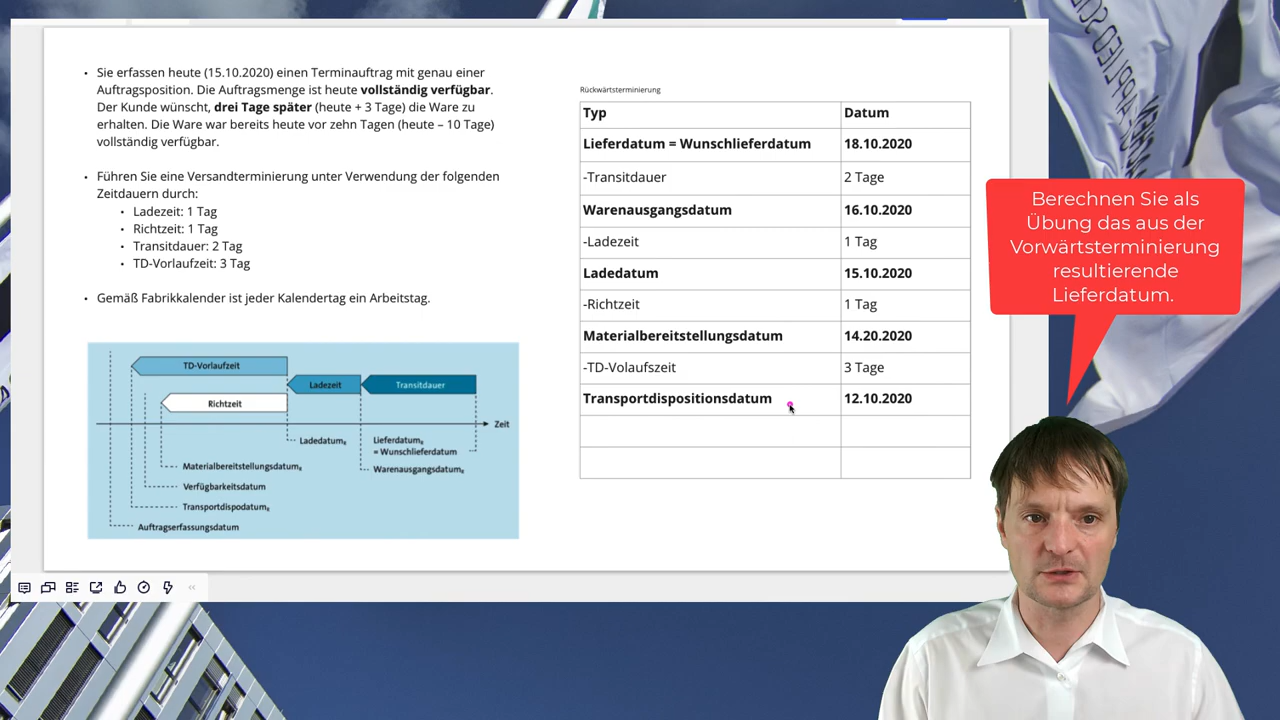 • Sie erfassen heute (15.10.2020) einen Terminauftrag mit genau einer
Auftragsposition. Die Auftragsmenge ist heute vollständig verfügbar.
Der Kunde wünscht, drei Tage später (heute + 3 Tage) die Ware zu
erhalten. Die Ware war bereits heute vor zehn Tagen (heute – 10 Tage)
vollständig verfügbar.
• Führen Sie eine Versandterminierung unter Verwendung der folgenden
Zeitdauern durch:
• Ladezeit: 1 Tag
• Richtzeit: 1 Tag
• Transitdauer: 2 Tag
• TD-Vorlaufzeit: 3 Tag
• Gemäß Fabrikkalender ist jeder Kalendertag ein Arbeitstag.
TD-Vorlaufzeit
Ladezeit
Transitdauer
Richtzeit
Zeit
LadedatumR
LieferdatumR
= Wunschlieferdatum
MaterialbereitstellungsdatumR
WarenausgangsdatumR
Verfügbarkeitsdatum
TransportdispodatumR
Auftragserfassungsdatum
Rückwärtsterminierung
Typ Datum
Lieferdatum = Wunschlieferdatum 18.10.2020
-Transitdauer 2 Tage
Warenausgangsdatum 16.10.2020
-Ladezeit 1 Tag
Ladedatum 15.10.2020
-Richtzeit 1 Tag
Materialbereitstellungsdatum 14.20.2020
-TD-Volaufszeit 3 Tage
Transportdispositionsdatum 12.10.2020
Berechnen Sie als
Übung das aus der
Vorwärtsterminierung
resultierende
Lieferdatum.